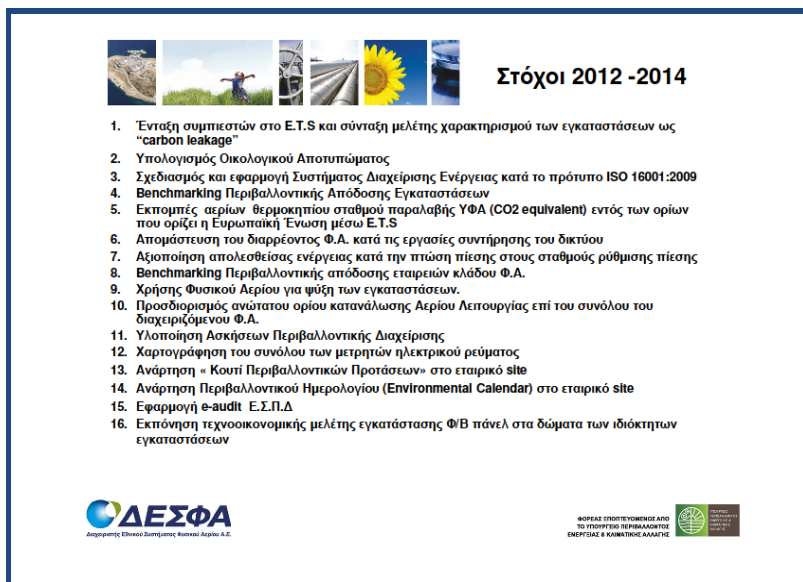 Στόχοι 2012 -2014
1. Ένταξη συμπιεστών στο E.T.S και σύνταξη μελέτης χαρακτηρισμού των εγκαταστάσεων ως
“carbon leakage”
2. Υπολογισμός Οικολογικού Αποτυπώματος
3. Σχεδιασμός και εφαρμογή Συστήματος Διαχείρισης Ενέργειας κατά το πρότυπο ISO 16001:2009
4. Benchmarking Περιβαλλοντικής Απόδοσης Εγκαταστάσεων
5. Εκπομπές αερίων θερμοκηπίου σταθμού παραλαβής ΥΦΑ (CO2 equivalent) εντός των ορίων
που ορίζει η Ευρωπαϊκή Ένωση μέσω E.T.S
6. Απομάστευση του διαρρέοντος Φ.Α. κατά τις εργασίες συντήρησης του δικτύου
7. Αξιοποίηση απολεσθείσας ενέργειας κατά την πτώση πίεσης στους σταθμούς ρύθμισης πίεσης
8. Benchmarking Περιβαλλοντικής απόδοσης εταιρειών κλάδου Φ.Α.
9. Χρήσης Φυσικού Αερίου για ψύξη των εγκαταστάσεων.
10. Προσδιορισμός ανώτατου ορίου κατανάλωσης Αερίου Λειτουργίας επί του συνόλου του
διαχειριζόμενου Φ.Α.
11. Υλοποίηση Ασκήσεων Περιβαλλοντικής Διαχείρισης
12. Χαρτογράφηση του συνόλου των μετρητών ηλεκτρικού ρεύματος
13. Ανάρτηση « Κουτί Περιβαλλοντικών Προτάσεων» στο εταιρικό site
14. Ανάρτηση Περιβαλλοντικού Ημερολογίου (Environmental Calendar) στο εταιρικό site
15. Εφαρμογή e-audit Ε.Σ.Π.Δ
16. Εκπόνηση τεχνοοικονομικής μελέτης εγκατάστασης Φ/Β πάνελ στα δώματα των ιδιόκτητων
εγκαταστάσεων
ΔΕΣΦΑ
Διαχειριστής Εθνικού Συστήματος Φυσικού Αερίου Α.Ε.
ΦΟΡΕΑΣ ΕΠΟΠΤΕΥΟΜΕΝΟΣ ΑΠΟ
ΤΟ ΥΠΟΥΡΓΕΙΟ ΠΕΡΙΒΑΛΛΟΝΤΟΣ
ΕΝΕΡΓΕΙΑΣ & ΚΛΙΜΑΤΙΚΗΣ ΑΛΛΑΓΗΣ